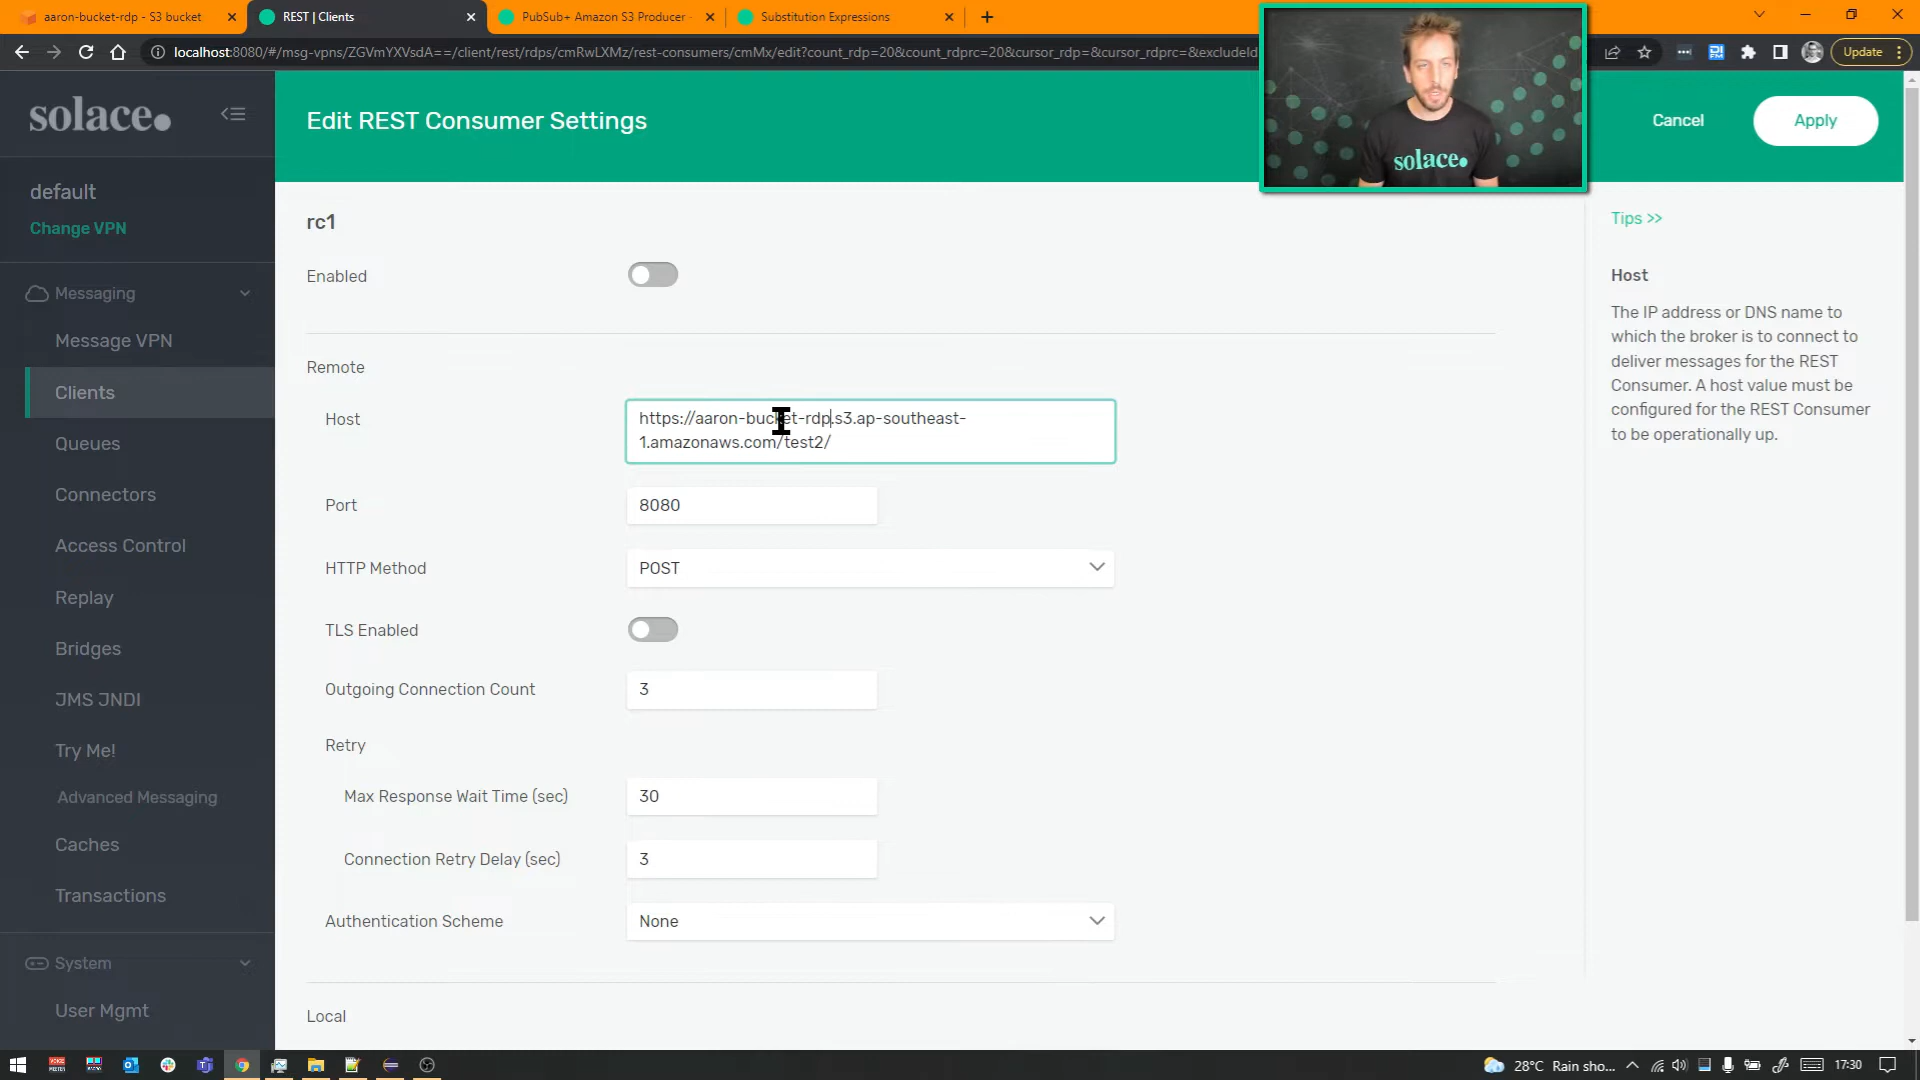 aaron-bucket-rdp - S3 bucket
REST | Clients
PubSub+ Amazon S3 Producer
Substitution Expressions
localhost:8080/#/msg-vpns/ZGVmYXVsdA==/client/rest/rdps/cmRwLXMz/rest-consumers/cmMx/edit?count_rdp=20&count_rdprc=20&cursor_rdp=&cursor_rdprc=&excludeId
Update
solace
Edit REST Consumer Settings
solace
Cancel
Apply
default
Change VPN
Messaging
Message VPN
Clients
Queues
Connectors
Access Control
Replay
Bridges
JMS JNDI
Try Me!
Advanced Messaging
Caches
Transactions
System
User Mgmt
rc1
Enabled
Remote
Host
https://aaron-bucket-rdp.s3.ap-southeast-
1.amazonaws.com/test2/
Port
8080
HTTP Method
POST
TLS Enabled
Outgoing Connection Count
3
Retry
Max Response Wait Time (sec)
30
Connection Retry Delay (sec)
3
Authentication Scheme
None
Local
Tips >>
Host
The IP address or DNS name to
which the broker is to connect to
deliver messages for the REST
Consumer. A host value must be
configured for the REST Consumer
to be operationally up.
28°C Rain sho...
17:30